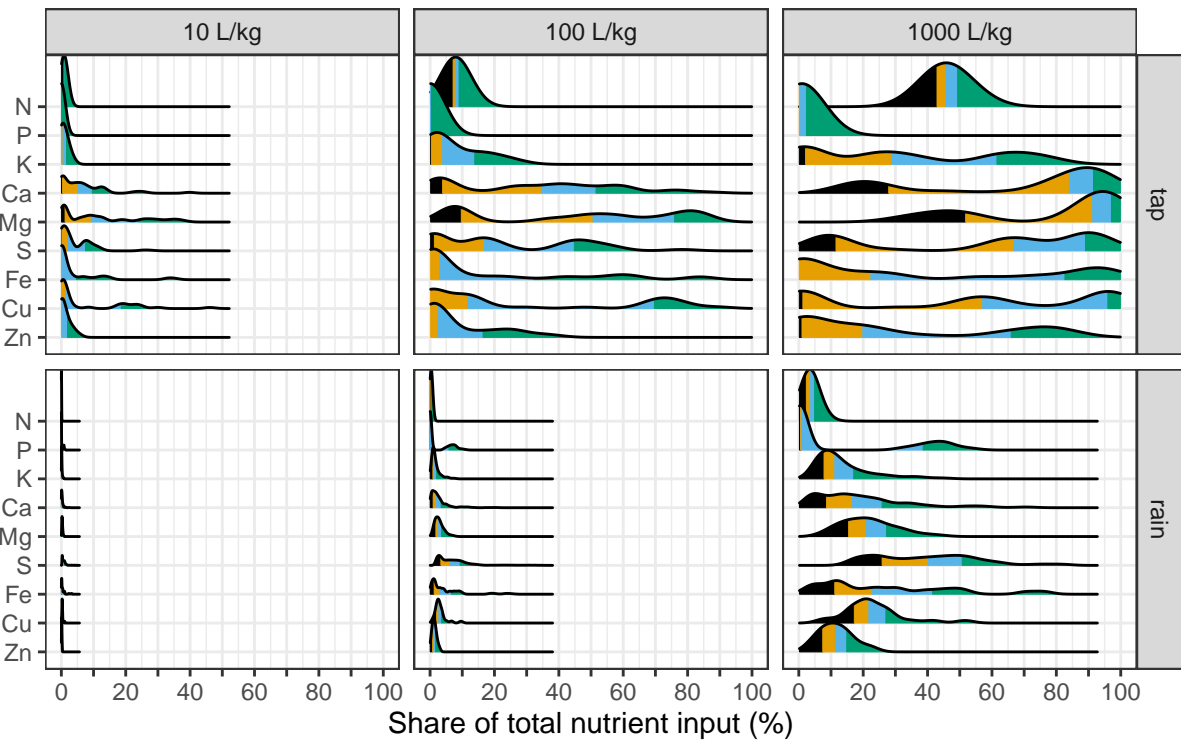 10 L/kg
100 L/kg
1000 L/kg
N
P
K
Ca
Mg
S
Fe
Cu
Zn
tap
N
P
K
Ca
Mg
S
Fe
Cu
Zn
rain
0 20 40 60 80 100
0 20 40 60 80 100
0 20 40 60 80 100
Share of total nutrient input (%)